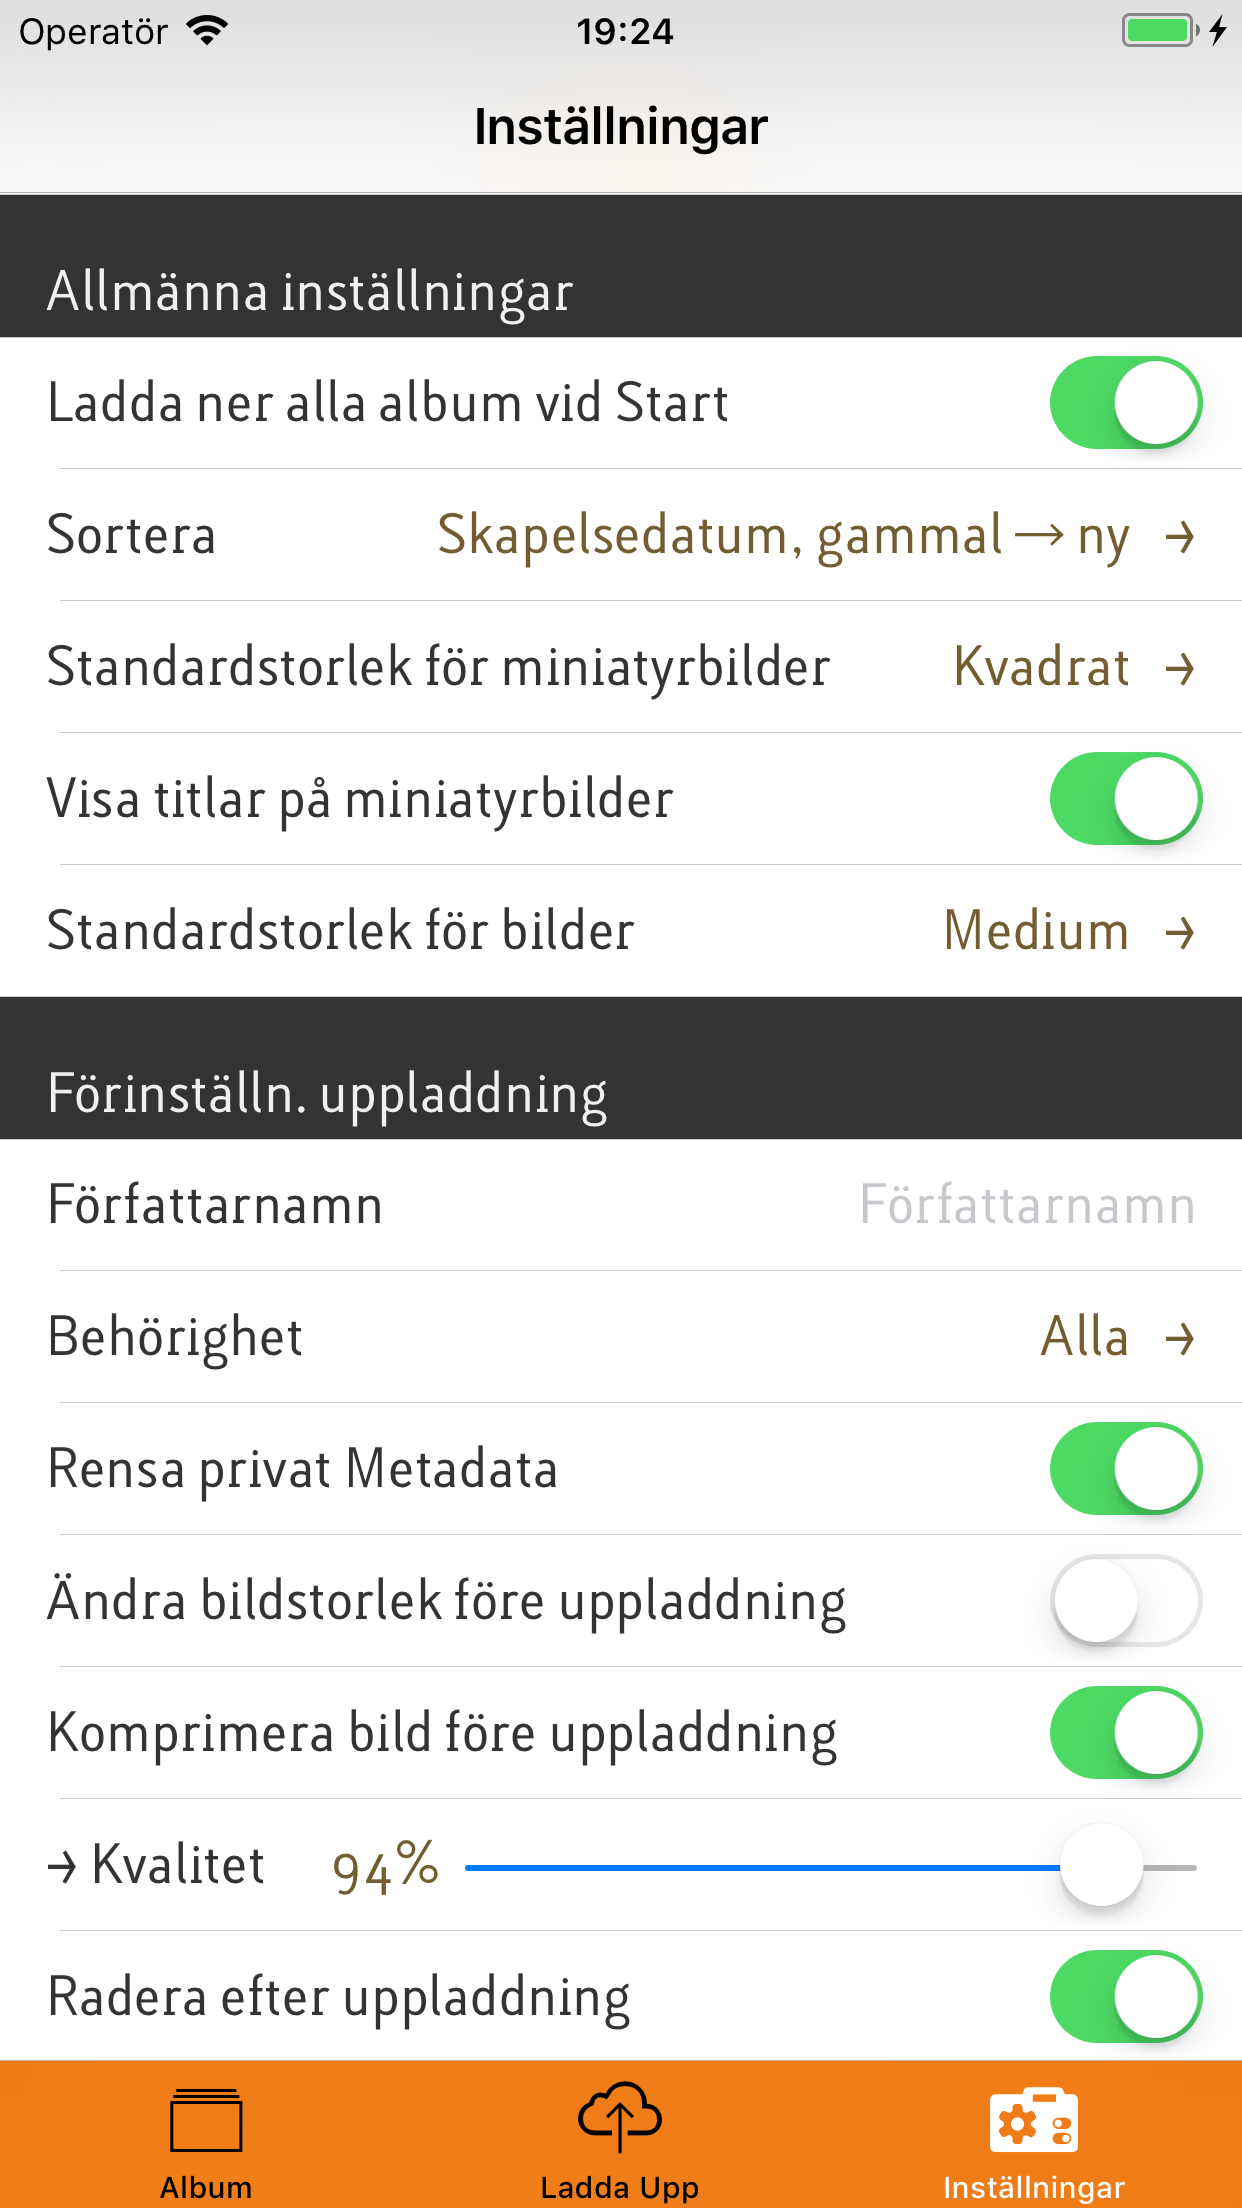 Operatör 19:24
Inställningar
Allmänna inställningar
Ladda ner alla album vid Start
Sortera Skapelsedatum, gammal → ny →
Standardstorlek för miniatyrbilder Kvadrat →
Visa titlar på miniatyrbilder
Standardstorlek för bilder Medium →
Förinställn. uppladdning
Författarnamn Författarnamn
Behörighet Alla →
Rensa privat Metadata
Ändra bildstorlek före uppladdning
Komprimera bild före uppladdning
→ Kvalitet 94%
Radera efter uppladdning
Album Ladda Upp Inställningar